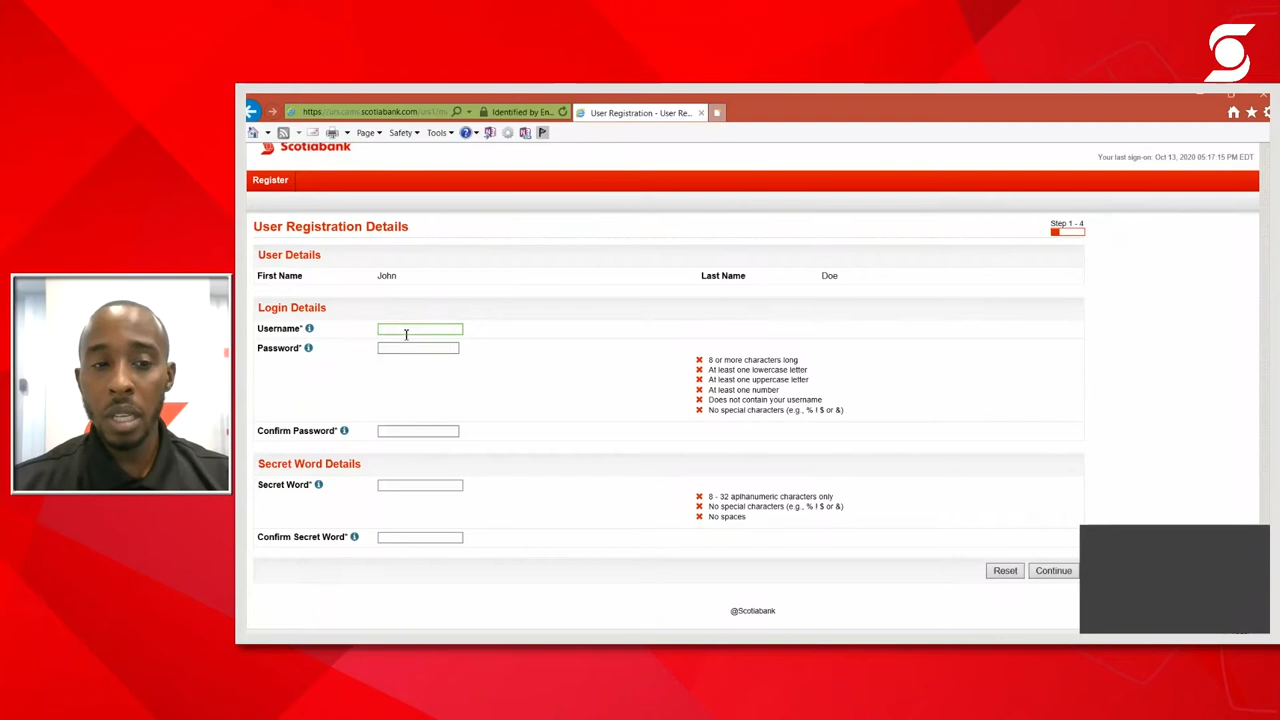 https://urs.cams.scotiabank.com/urs1/m
Identified by En...
User Registration - User Re...
Page
Safety
Tools
Scotiabank
Your last sign-on: Oct 13, 2020 05:17:15 PM EDT
Register
User Registration Details
Step 1 - 4
User Details
First Name John Last Name Doe
Login Details
Username*
Password*
8 or more characters long
At least one lowercase letter
At least one uppercase letter
At least one number
Does not contain your username
No special characters (e.g., % ! $ or &)
Confirm Password*
Secret Word Details
Secret Word*
8 - 32 aplhanumeric characters only
No special characters (e.g., % ! $ or &)
No spaces
Confirm Secret Word*
Reset Continue
@Scotiabank